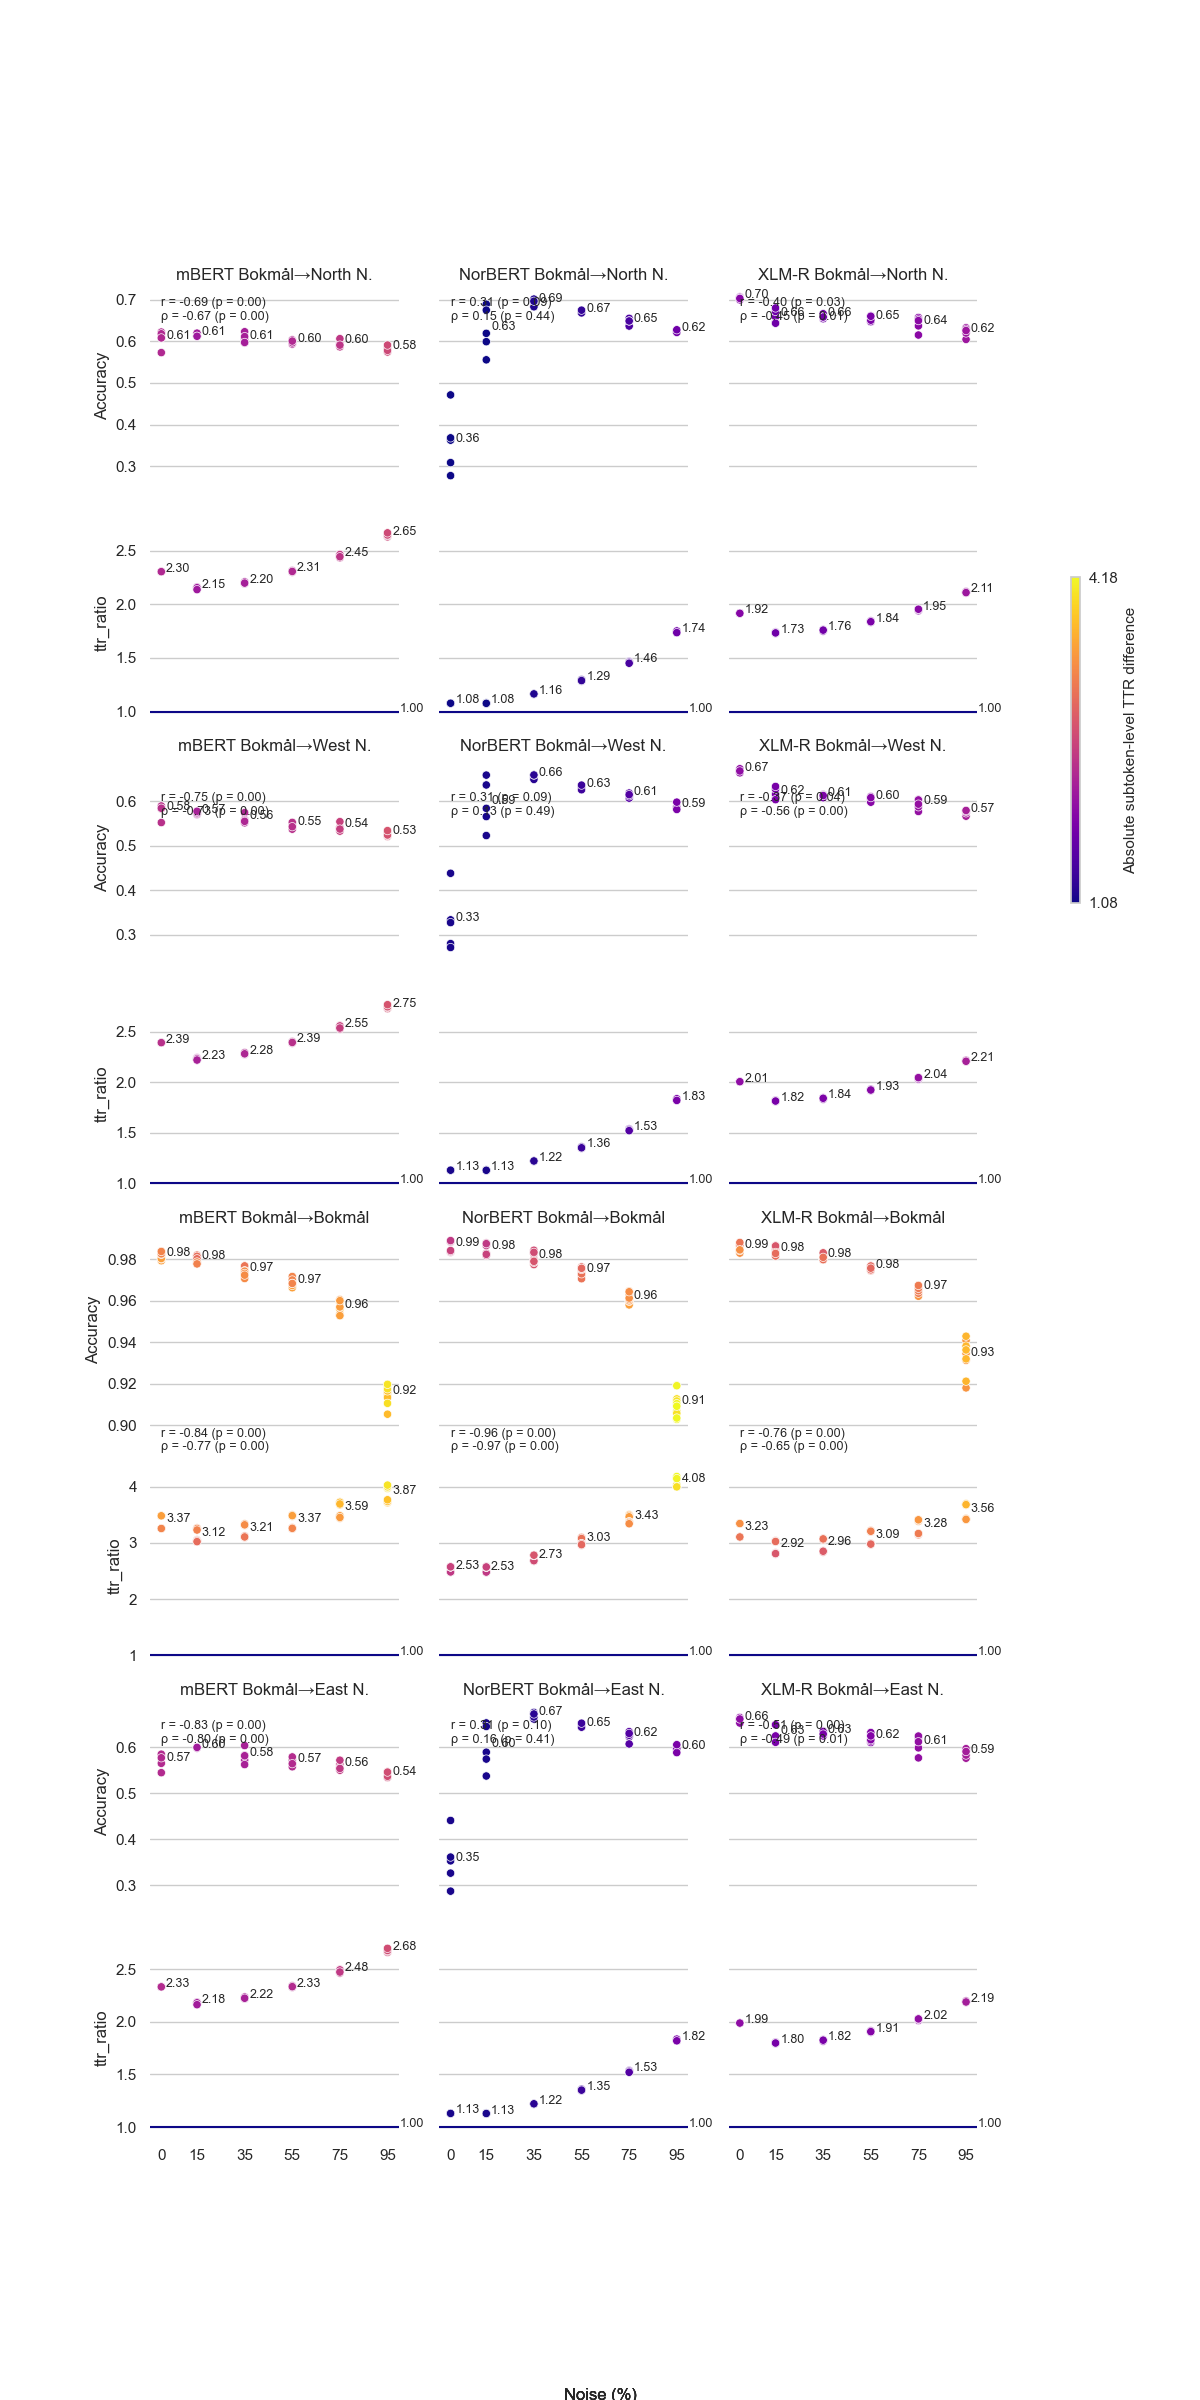 mBERT Bokmål→North N. NorBERT Bokmål→North N. XLM-R Bokmål→North N.
Accuracy
0.7
0.6
0.5
0.4
0.3
r = -0.69 (p = 0.00)
ρ = -0.67 (p = 0.00)
0.61 0.61 0.61 0.60 0.60 0.58
ρ = 0.15 (p = 0.44)
0.36 0.63 0.69 0.67 0.65 0.62
r = -0.40 (p = 0.03)
0.70 0.66 0.66 0.65 0.64 0.62
ttr_ratio
2.5
2.0
1.5
1.0
2.30 2.15 2.20 2.31 2.45 2.65 1.00
1.08 1.08 1.16 1.29 1.46 1.74 1.00
1.92 1.73 1.76 1.84 1.95 2.11 1.00
4.18
Absolute subtoken-level TTR difference
1.08
mBERT Bokmål→West N. NorBERT Bokmål→West N. XLM-R Bokmål→West N.
Accuracy
0.6
0.5
0.4
0.3
r = -0.75 (p = 0.00)
0.58 0.57 0.56 0.55 0.54 0.53
r = 0.31 (p = 0.09)
0.33 0.59 0.66 0.63 0.61 0.59
ρ = -0.56 (p = 0.00)
0.67 0.62 0.61 0.60 0.59 0.57
ttr_ratio
2.5
2.0
1.5
1.0
2.39 2.23 2.28 2.39 2.55 2.75 1.00
1.13 1.13 1.22 1.36 1.53 1.83 1.00
2.01 1.82 1.84 1.93 2.04 2.21 1.00
mBERT Bokmål→Bokmål NorBERT Bokmål→Bokmål XLM-R Bokmål→Bokmål
Accuracy
0.98
0.96
0.94
0.92
0.90
0.98 0.98 0.97 0.97 0.96 0.92
r = -0.84 (p = 0.00)
ρ = -0.77 (p = 0.00)
0.99 0.98 0.98 0.97 0.96 0.91
r = -0.96 (p = 0.00)
ρ = -0.97 (p = 0.00)
0.99 0.98 0.98 0.98 0.97 0.93
r = -0.76 (p = 0.00)
ρ = -0.65 (p = 0.00)
ttr_ratio
4
3
2
1
3.37 3.12 3.21 3.37 3.59 3.87 1.00
2.53 2.53 2.73 3.03 3.43 4.08 1.00
3.23 2.92 2.96 3.09 3.28 3.56 1.00
mBERT Bokmål→East N. NorBERT Bokmål→East N. XLM-R Bokmål→East N.
Accuracy
0.6
0.5
0.4
0.3
r = -0.83 (p = 0.00)
ρ = -0.80 (p = 0.00)
0.57 0.60 0.58 0.57 0.56 0.54
r = 0.31 (p = 0.10)
ρ = 0.16 (p = 0.41)
0.35 0.60 0.67 0.65 0.62 0.60
r = -0.51 (p = 0.00)
ρ = -0.49 (p = 0.01)
0.66 0.63 0.63 0.62 0.61 0.59
ttr_ratio
2.5
2.0
1.5
1.0
2.33 2.18 2.22 2.33 2.48 2.68 1.00
1.13 1.13 1.22 1.35 1.53 1.82 1.00
1.99 1.80 1.82 1.91 2.02 2.19 1.00
0 15 35 55 75 95 0 15 35 55 75 95 0 15 35 55 75 95
Noise (%)